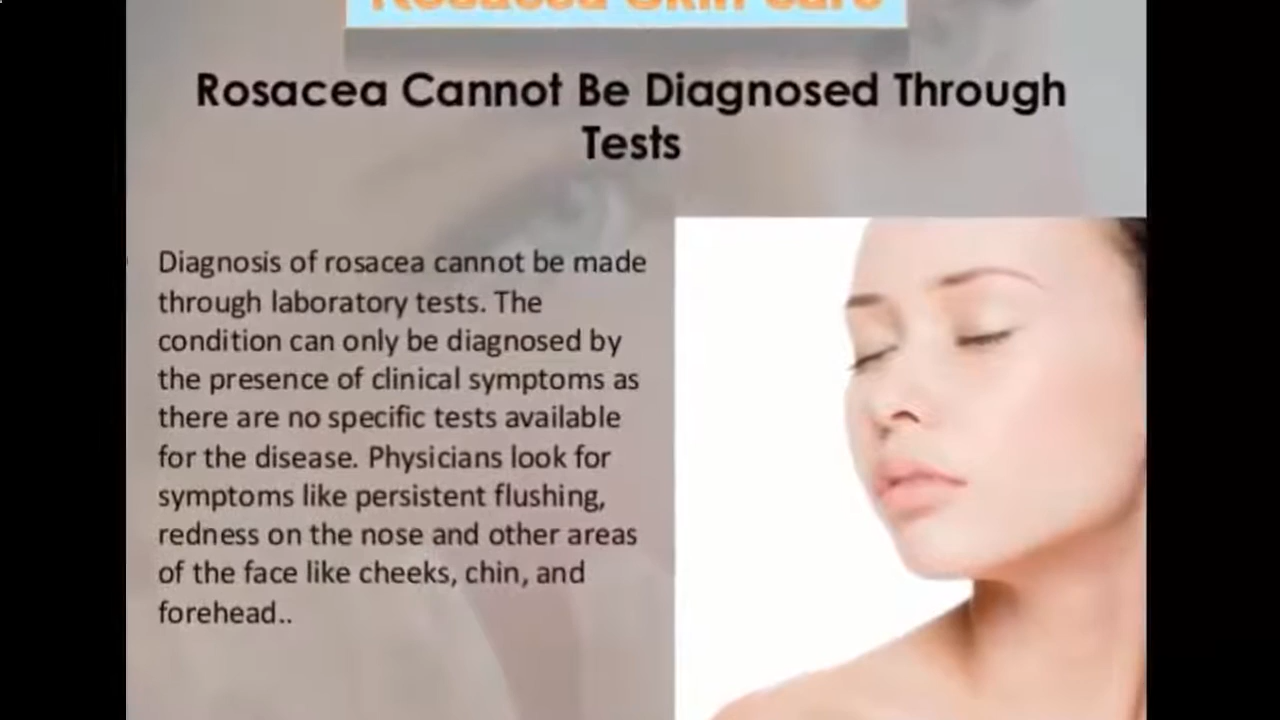 Rosacea Skin Care
Rosacea Cannot Be Diagnosed Through
Tests
Diagnosis of rosacea cannot be made
through laboratory tests. The
condition can only be diagnosed by
the presence of clinical symptoms as
there are no specific tests available
for the disease. Physicians look for
symptoms like persistent flushing,
redness on the nose and other areas
of the face like cheeks, chin, and
forehead..